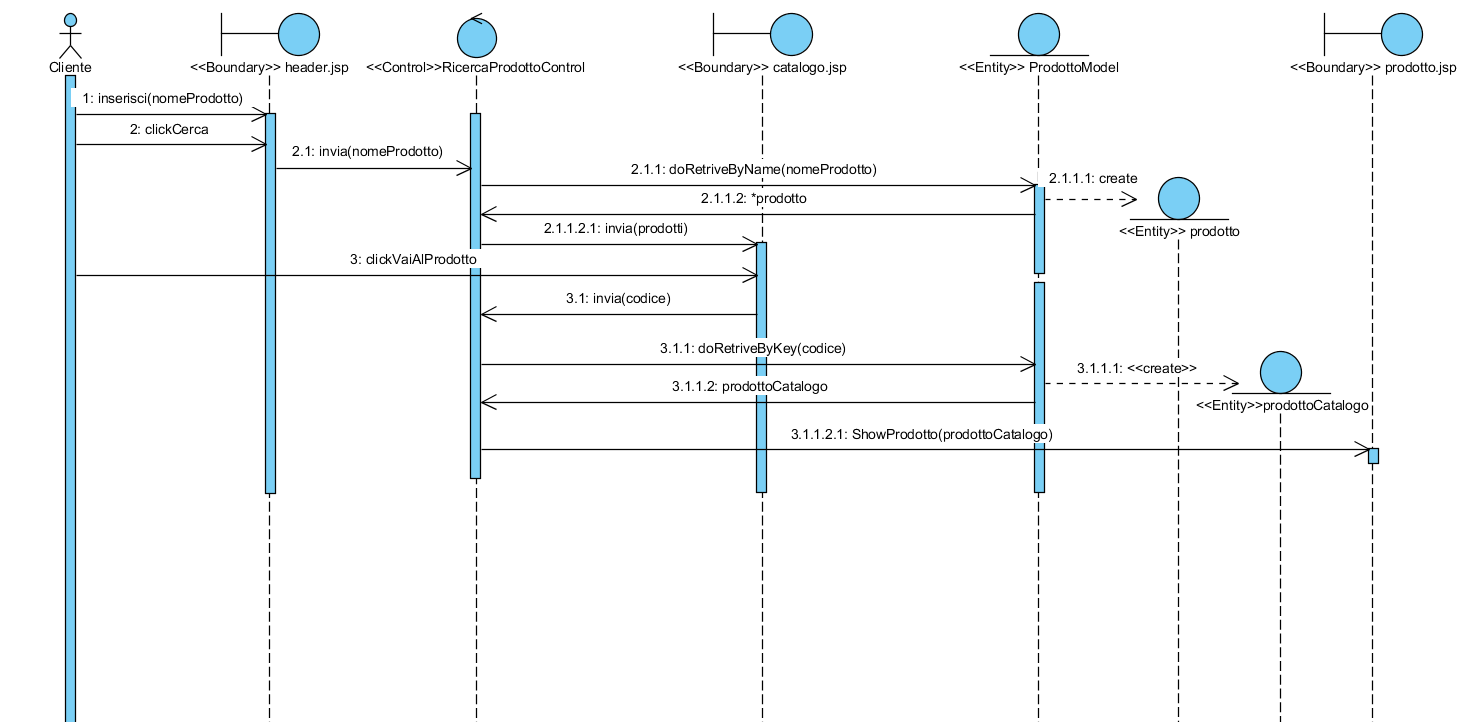 Cliente
<<Boundary>> header.jsp
<<Control>>RicercaProdottoControl
<<Boundary>> catalogo.jsp
<<Entity>> ProdottoModel
<<Boundary>> prodotto.jsp
1: inserisci(nomeProdotto)
2: clickCerca
2.1: invia(nomeProdotto)
2.1.1: doRetriveByName(nomeProdotto)
2.1.1.1: create
2.1.1.2: *prodotto
2.1.1.2.1: invia(prodotti)
<<Entity>> prodotto
3: clickVaiAlProdotto
3.1: invia(codice)
3.1.1: doRetriveByKey(codice)
3.1.1.1: <<create>>
3.1.1.2: prodottoCatalogo
<<Entity>>prodottoCatalogo
3.1.1.2.1: ShowProdotto(prodottoCatalogo)